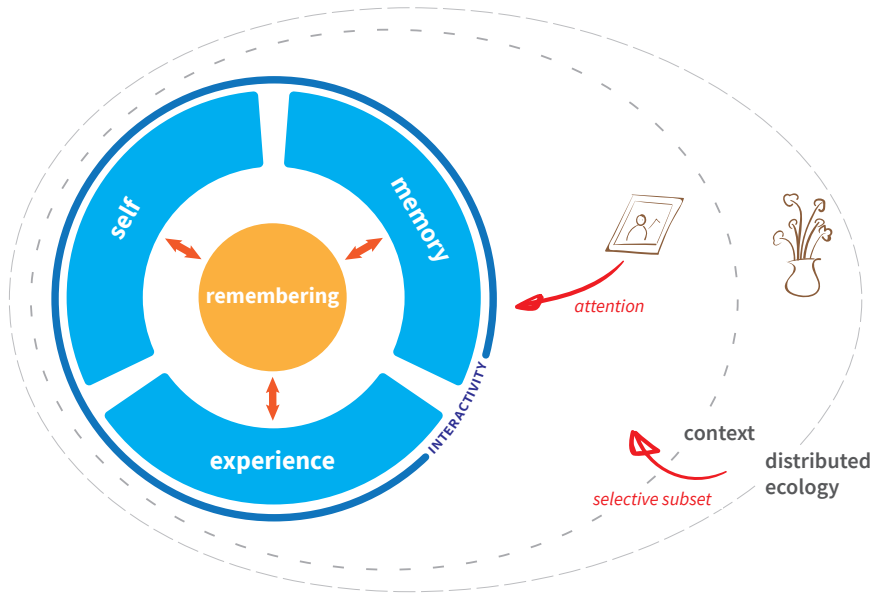 self
memory
remembering
experience
INTERACTIVITY
attention
context
distributed
ecology
selective subset